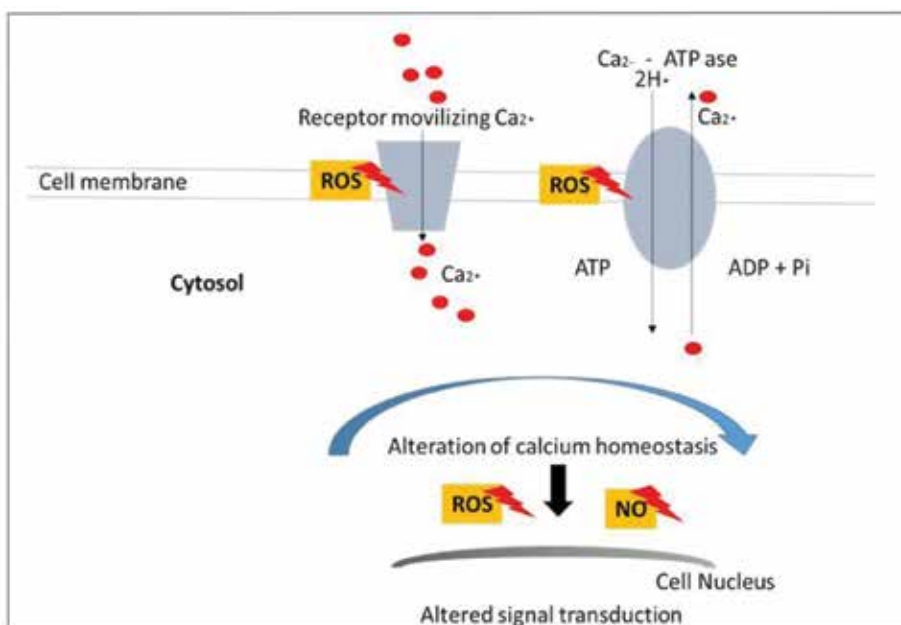 Ca2- - ATP ase
2H+
Receptor movilizing Ca2+
Ca2+
Cell membrane
ROS
ROS
Cytosol
Ca2+
ATP
ADP + Pi
Alteration of calcium homeostasis
ROS
NO
Cell Nucleus
Altered signal transduction